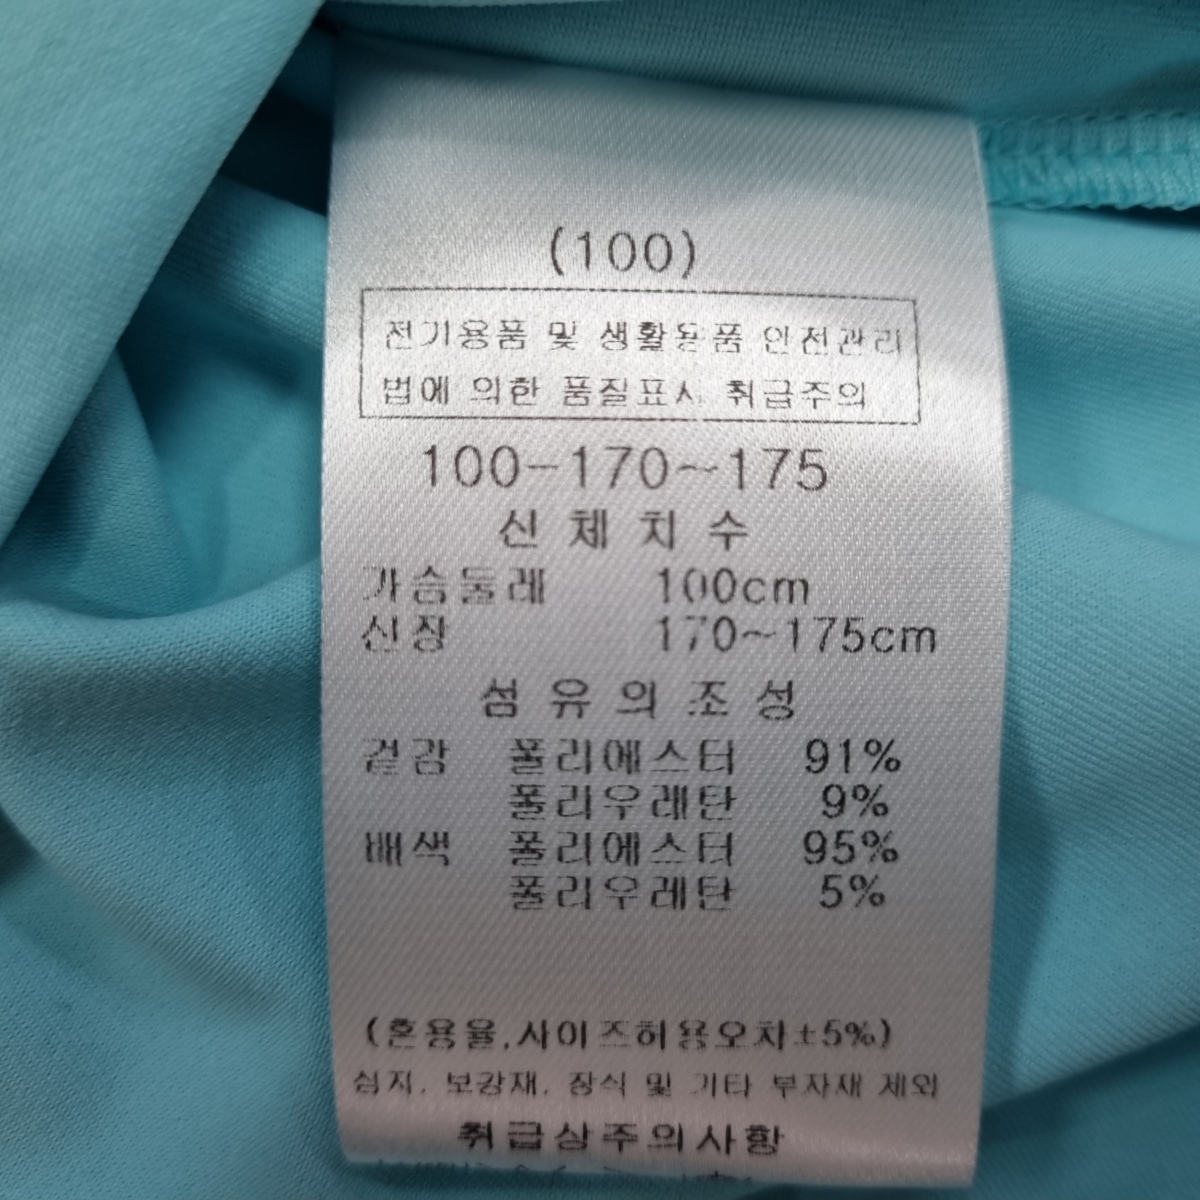 (100)
전기용품 및 생활용품 안전관리
법에 의한 품질표시 취급주의
100-170~175
신체치수
가슴둘레 100cm
신장 170~175cm
섬유의조성
겉감 폴리에스터 91%
폴리우레탄 9%
배색 폴리에스터 95%
폴리우레탄 5%
(혼용율,사이즈허용오차±5%)
심지, 보강재, 장식 및 기타 부자재 제외
취급상주의사항